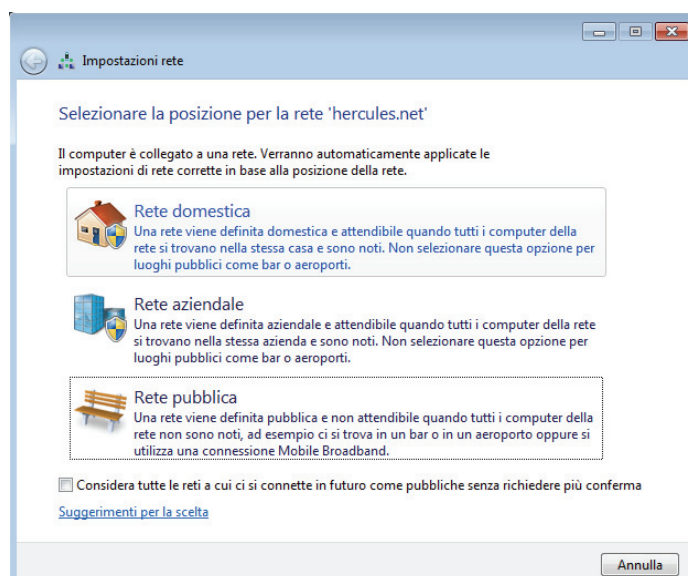 Impostazioni rete
Selezionare la posizione per la rete 'hercules.net'
Il computer è collegato a una rete. Verranno automaticamente applicate le
impostazioni di rete corrette in base alla posizione della rete.
Rete domestica
Una rete viene definita domestica e attendibile quando tutti i computer della
rete si trovano nella stessa casa e sono noti. Non selezionare questa opzione per
luoghi pubblici come bar o aeroporti.
Rete aziendale
Una rete viene definita aziendale e attendibile quando tutti i computer della rete
si trovano nella stessa azienda e sono noti. Non selezionare questa opzione per
luoghi pubblici come bar o aeroporti.
Rete pubblica
Una rete viene definita pubblica e non attendibile quando tutti i computer della
rete non sono noti, ad esempio ci si trova in un bar o in un aeroporto oppure si
utilizza una connessione Mobile Broadband.
Considera tutte le reti a cui ci si connette in futuro come pubbliche senza richiedere più conferma
Suggerimenti per la scelta
Annulla